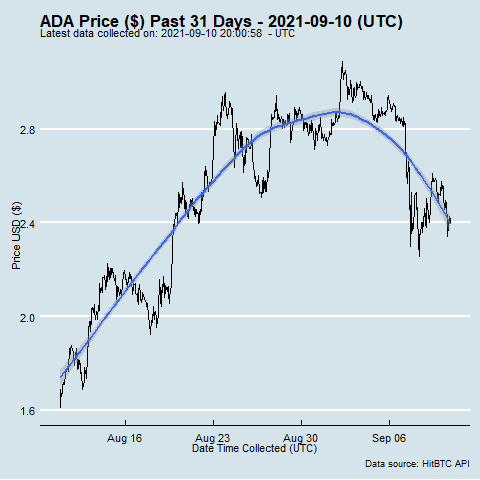 ADA Price ($) Past 31 Days - 2021-09-10 (UTC)
Latest data collected on: 2021-09-10 20:00:58 - UTC
Price USD ($)
2.8
2.4
2.0
1.6
Aug 16 Aug 23 Aug 30 Sep 06
Date Time Collected (UTC)
Data source: HitBTC API